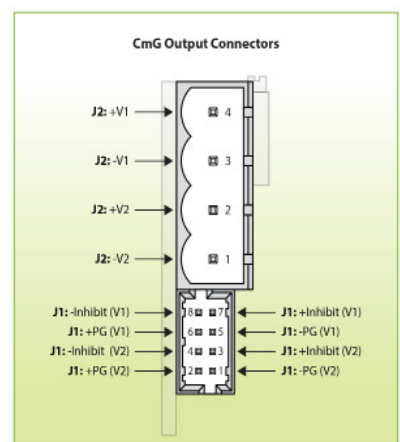 CmG Output Connectors
J2: +V1 4
J2: -V1 3
J2: +V2 2
J2: -V2 1
J1: -Inhibit (V1) 8 7 J1: +Inhibit (V1)
J1: +PG (V1) 6 5 J1: -PG (V1)
J1: -Inhibit (V2) 4 3 J1: +Inhibit (V2)
J1: +PG (V2) 2 1 J1: -PG (V2)